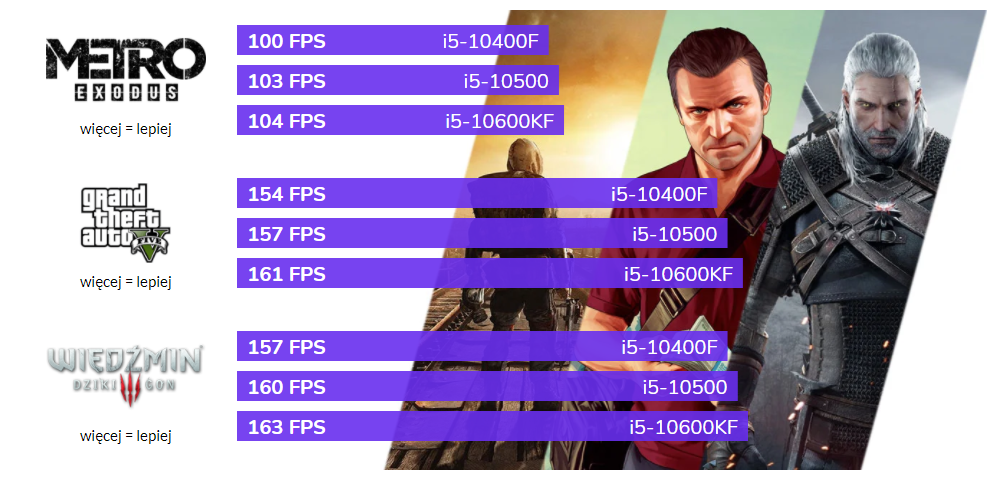 METRO
EXODUS
więcej = lepiej
100 FPS i5-10400F
103 FPS i5-10500
104 FPS i5-10600KF
grand
theft
auto V
FIVE
więcej = lepiej
154 FPS i5-10400F
157 FPS i5-10500
161 FPS i5-10600KF
WIEDŹMIN
DZIKI III GON
więcej = lepiej
157 FPS i5-10400F
160 FPS i5-10500
163 FPS i5-10600KF